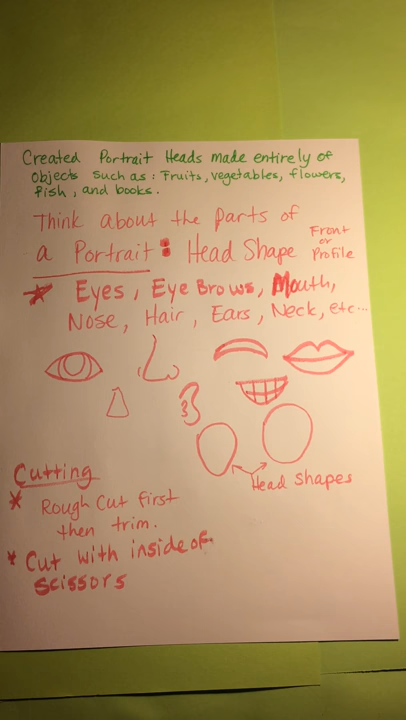 Created Portrait Heads made entirely of
objects such as: Fruits, vegetables, flowers,
fish, and books.
Think about the parts of
a Portrait: Head Shape Front or Profile
* Eyes, Eye Brows, Mouth,
Nose, Hair, Ears, Neck, etc...
Head Shapes
Cutting
* Rough Cut first
then trim.
* Cut with inside of
scissors